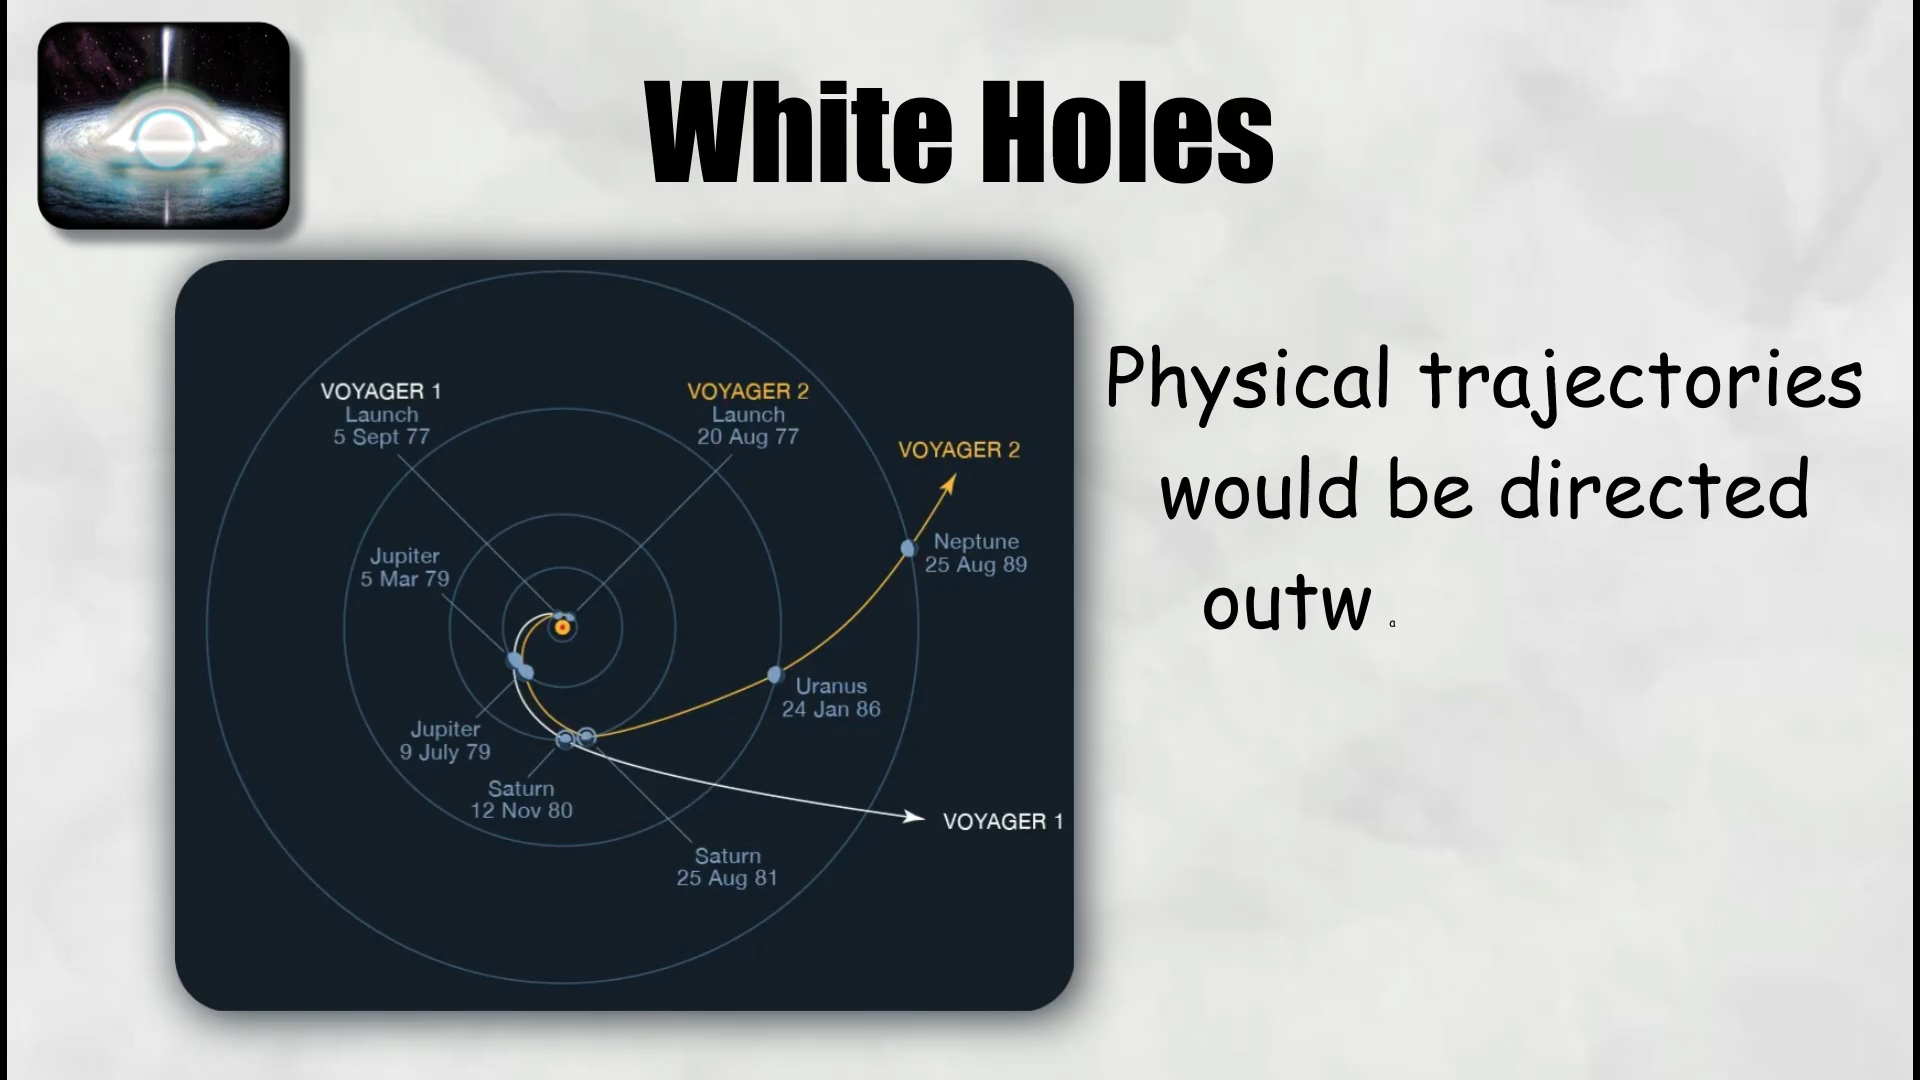 White Holes
VOYAGER 1
Launch
5 Sept 77
VOYAGER 2
Launch
20 Aug 77
VOYAGER 2
Neptune
25 Aug 89
Jupiter
5 Mar 79
Uranus
24 Jan 86
Jupiter
9 July 79
Saturn
12 Nov 80
VOYAGER 1
Saturn
25 Aug 81
Physical trajectories
would be directed
outwa